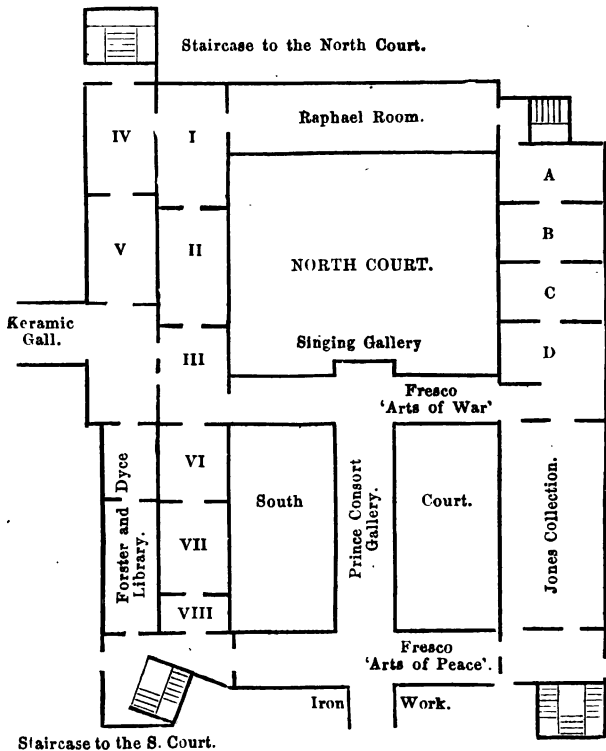 Staircase to the North Court.
Raphael Room.
IV
I
A
B
V
II
NORTH COURT.
C
Keramic
Gall.
III
Singing Gallery
D
Fresco
'Arts of War'
VI
South
Prince Consort
Gallery.
Court.
Jones Collection.
Forster and Dyce
Library.
VII
VIII
Fresco
'Arts of Peace'.
Iron
Work.
Staircase to the S. Court.